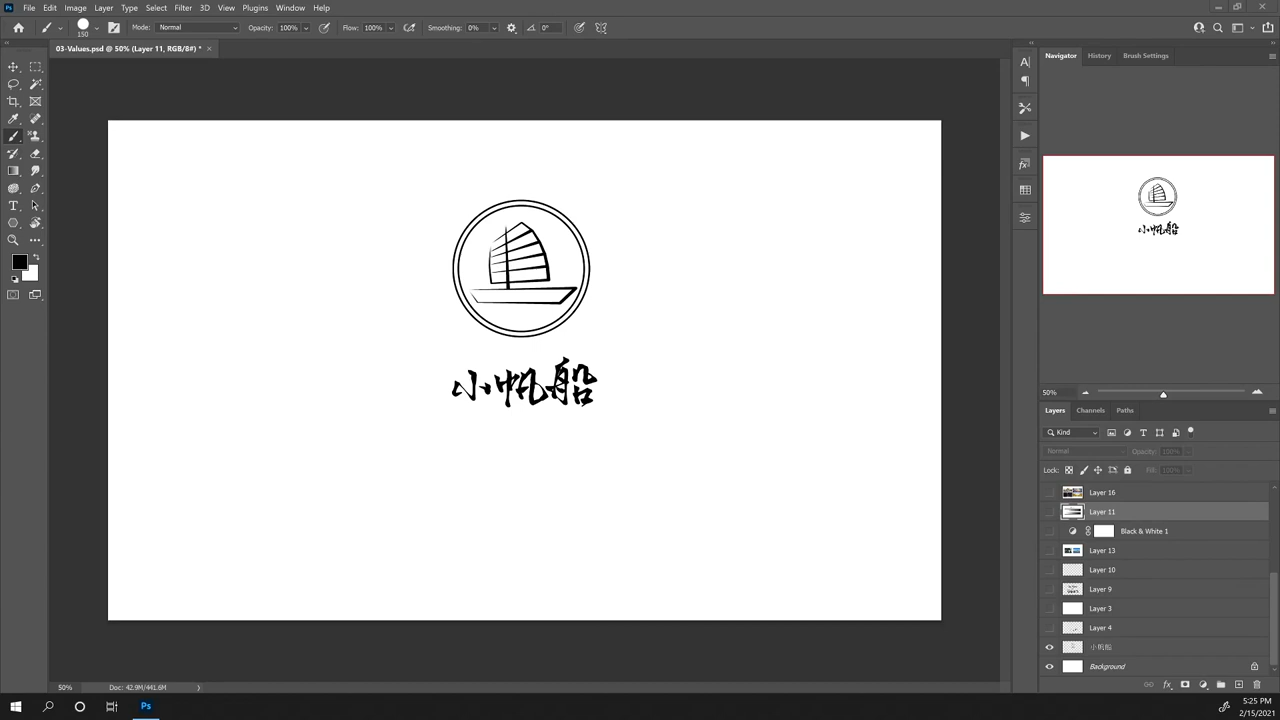 File Edit Image Layer Type Select Filter 3D View Plugins Window Help
150 Mode: Normal Opacity: 100% Flow: 100% Smoothing: 0% 0°
03-Values.psd @ 50% (Layer 11, RGB/8#) * ×
Navigator History Brush Settings
小帆船
小帆船
50%
Layers Channels Paths
Kind
Normal Opacity: 100%
Lock: Fill: 100%
Layer 16
Layer 11
Black & White 1
Layer 13
Layer 10
Layer 9
Layer 3
Layer 4
小帆船
Background
50% Doc: 42.9M/441.6M
Ps
5:25 PM
2/15/2021